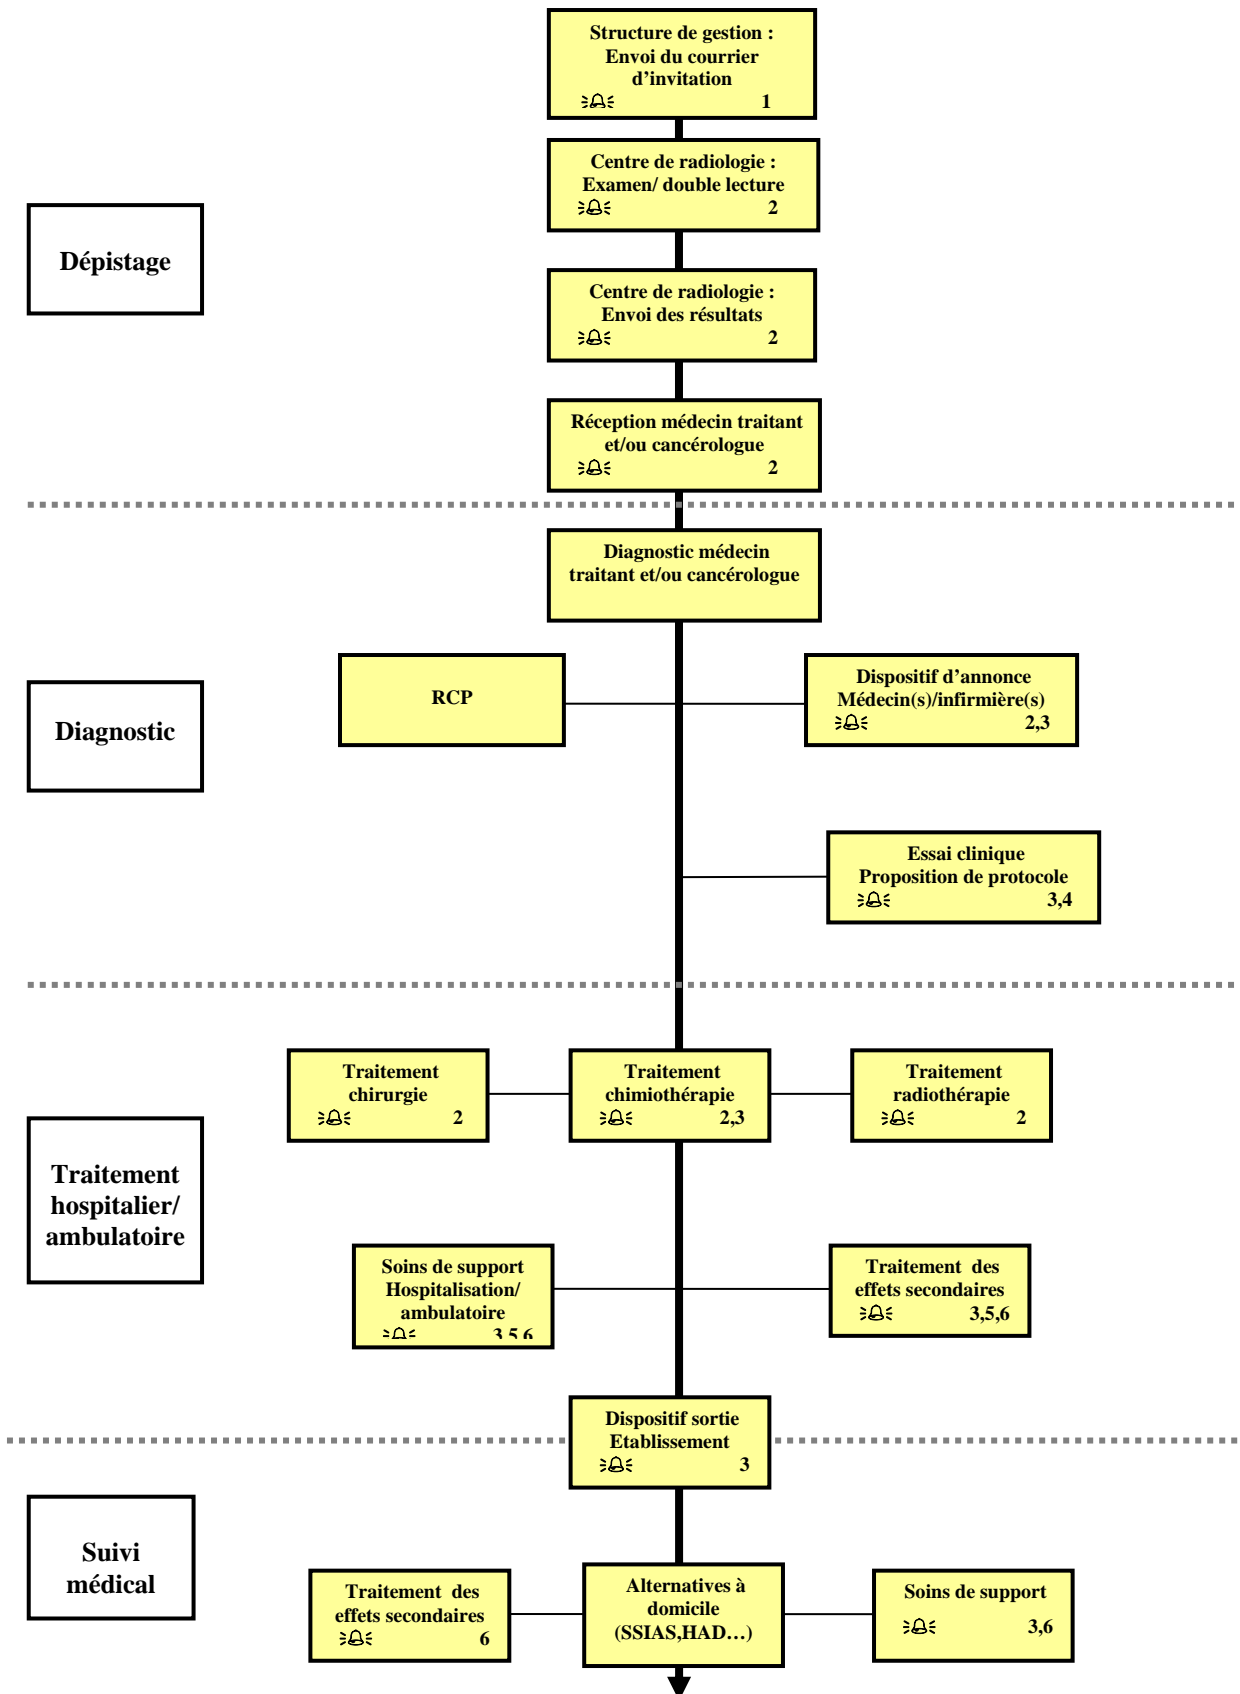 Structure de gestion :
Envoi du courrier
d'invitation
1
Centre de radiologie :
Examen/ double lecture
2
Dépistage
Centre de radiologie :
Envoi des résultats
2
Réception médecin traitant
et/ou cancérologue
2
Diagnostic médecin
traitant et/ou cancérologue
Diagnostic
RCP
Dispositif d'annonce
Médecin(s)/infirmière(s)
2,3
Essai clinique
Proposition de protocole
3,4
Traitement
hospitalier/
ambulatoire
Traitement
chirurgie
2
Traitement
chimiothérapie
2,3
Traitement
radiothérapie
2
Soins de support
Hospitalisation/
ambulatoire
3,5,6
Traitement des
effets secondaires
3,5,6
Dispositif sortie
Etablissement
3
Suivi
médical
Traitement des
effets secondaires
6
Alternatives à
domicile
(SSIAS,HAD…)
Soins de support
3,6